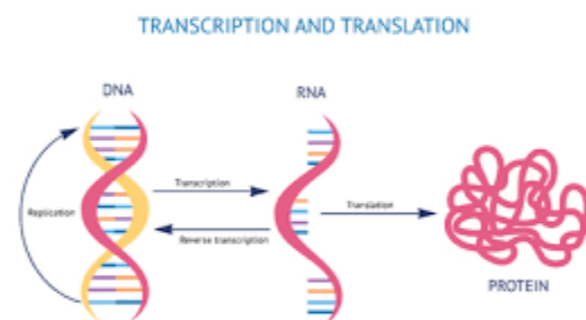 TRANSCRIPTION AND TRANSLATION
DNA
RNA
Transcription
Replication
Translation
Reverse transcription
PROTEIN